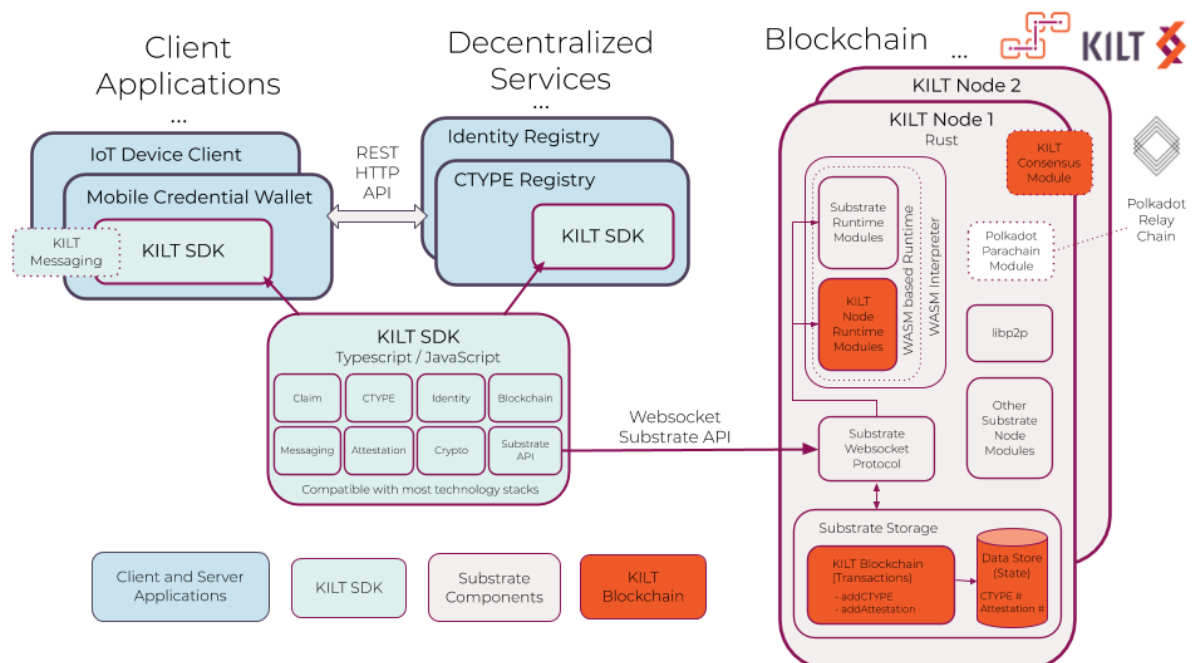 Client
Applications
...
Decentralized
Services
...
Blockchain ...
KILT
IoT Device Client
Mobile Credential Wallet
KILT SDK
KILT
Messaging
REST
HTTP
API
Identity Registry
CTYPE Registry
KILT SDK
KILT SDK
Typescript / JavaScript
Claim
CTYPE
Identity
Blockchain
Messaging
Attestation
Crypto
Substrate
API
Compatible with most technology stacks
Websocket
Substrate API
KILT Node 2
KILT Node 1
Rust
KILT
Consensus
Module
Substrate
Runtime
Modules
KILT
Node
Runtime
Modules
WASM based Runtime
WASM Interpreter
Polkadot
Parachain
Module
Polkadot
Relay
Chain
libp2p
Other
Substrate
Node
Modules
Substrate
Websocket
Protocol
Substrate Storage
KILT Blockchain
(Transactions)
- addCTYPE
- addAttestation
Data Store
(State)
CTYPE #
Attestation #
Client and Server
Applications
KILT SDK
Substrate
Components
KILT
Blockchain